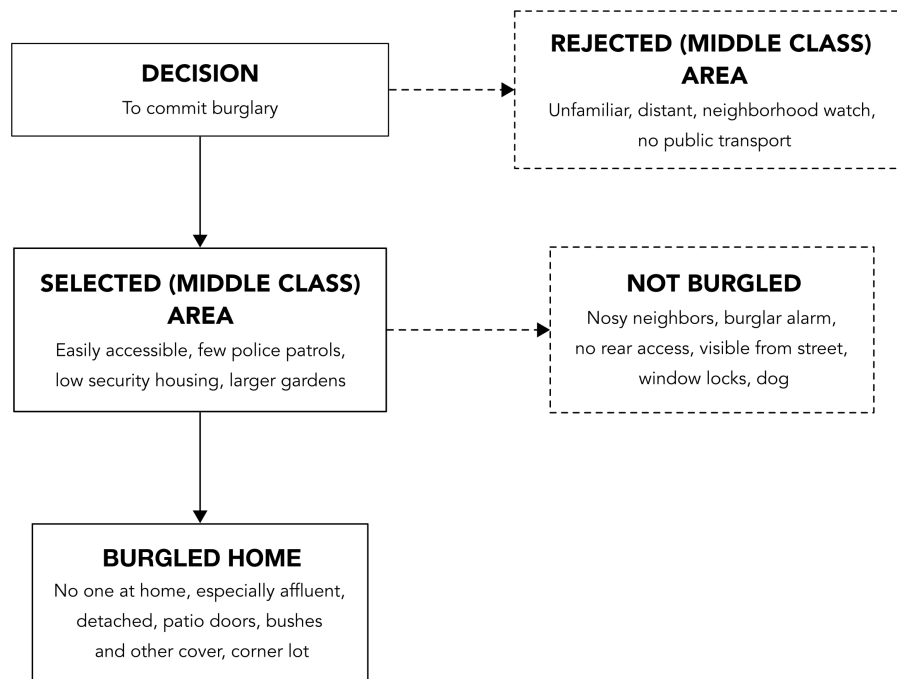 DECISION
To commit burglary
REJECTED (MIDDLE CLASS)
AREA
Unfamiliar, distant, neighborhood watch,
no public transport
SELECTED (MIDDLE CLASS)
AREA
Easily accessible, few police patrols,
low security housing, larger gardens
NOT BURGLED
Nosy neighbors, burglar alarm,
no rear access, visible from street,
window locks, dog
BURGLED HOME
No one at home, especially affluent,
detached, patio doors, bushes
and other cover, corner lot